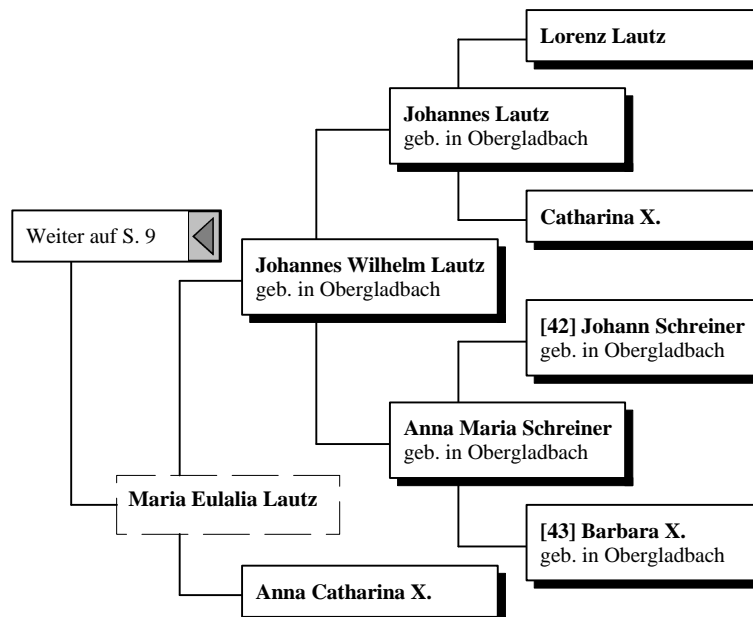 Lorenz Lautz
Johannes Lautz
geb. in Obergladbach
Catharina X.
Weiter auf S. 9
Johannes Wilhelm Lautz
geb. in Obergladbach
[42] Johann Schreiner
geb. in Obergladbach
Anna Maria Schreiner
geb. in Obergladbach
Maria Eulalia Lautz
[43] Barbara X.
geb. in Obergladbach
Anna Catharina X.